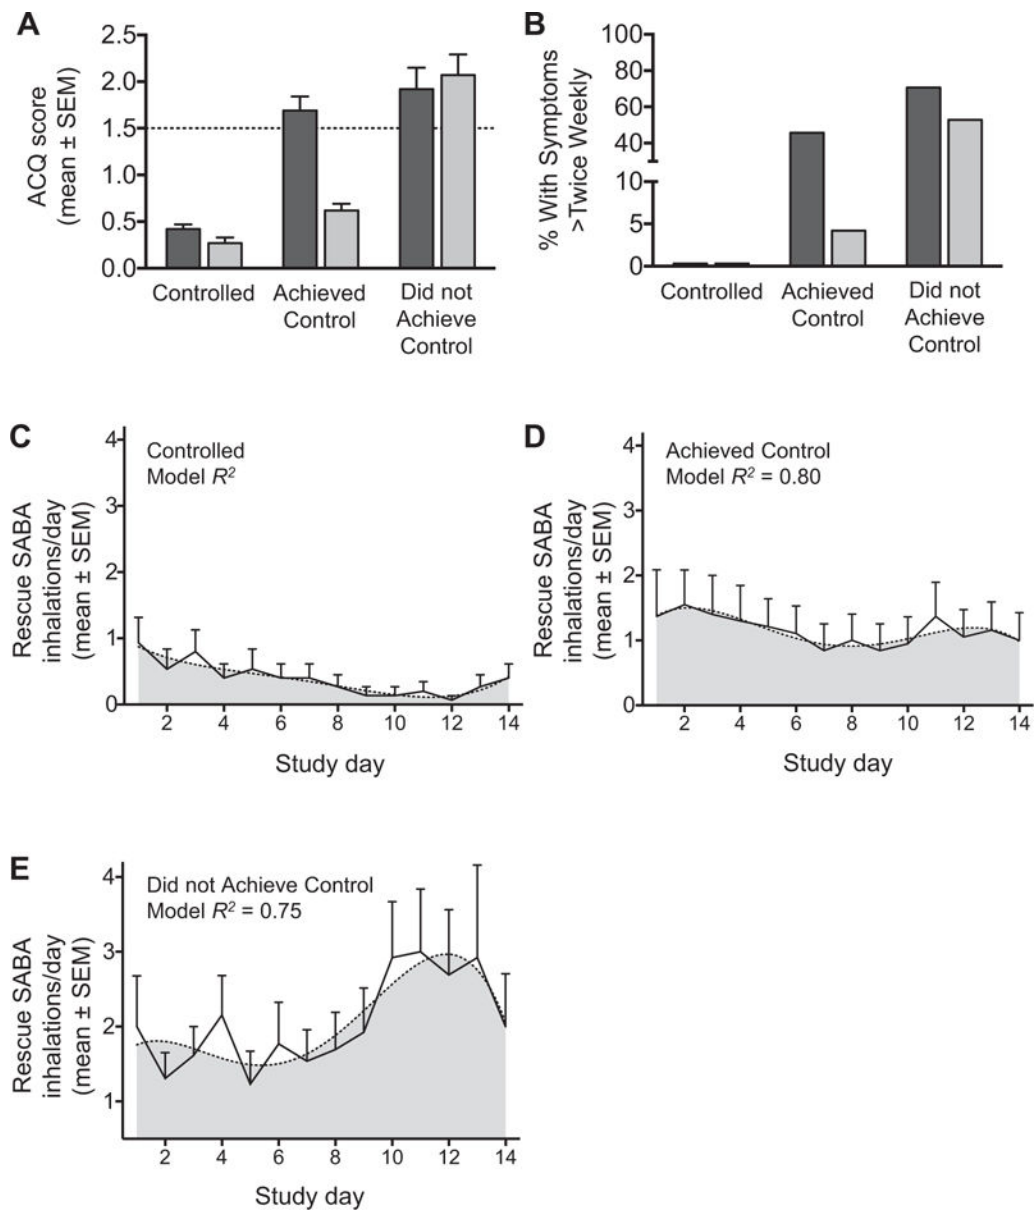 A
ACQ score
(mean ± SEM)
2.5
2.0
1.5
1.0
0.5
0.0
Controlled
Achieved
Control
Did not
Achieve
Control
B
% With Symptoms
>Twice Weekly
100
80
60
40
10
5
0
Controlled
Achieved
Control
Did not
Achieve
Control
C
Controlled
Model R²
Rescue SABA
inhalations/day
(mean ± SEM)
4
3
2
1
0
2 4 6 8 10 12 14
Study day
D
Achieved Control
Model R² = 0.80
Rescue SABA
inhalations/day
(mean ± SEM)
4
3
2
1
0
2 4 6 8 10 12 14
Study day
E
Did not Achieve Control
Model R² = 0.75
Rescue SABA
inhalations/day
(mean ± SEM)
4
3
2
1
2 4 6 8 10 12 14
Study day